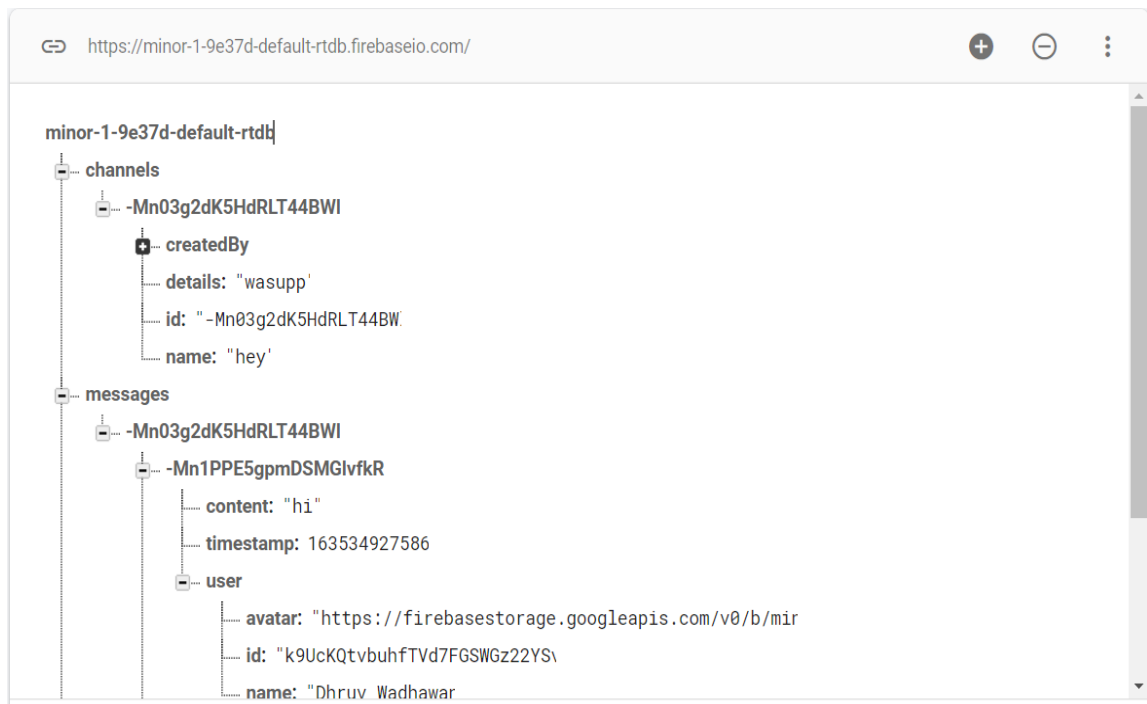 https://minor-1-9e37d-default-rtdb.firebaseio.com/
minor-1-9e37d-default-rtdb
channels
-Mn03g2dK5HdRLT44BWI
createdBy
details: "wasupp'
id: "-Mn03g2dK5HdRLT44BW
name: "hey'
messages
-Mn03g2dK5HdRLT44BWI
-Mn1PPE5gpmDSMGIvfkR
content: "hi"
timestamp: 163534927586
user
avatar: "https://firebasestorage.googleapis.com/v0/b/mir
id: "k9UcKQtvbuhfTVd7FGSWGz22YS
name: "Dhruv Wadhawar